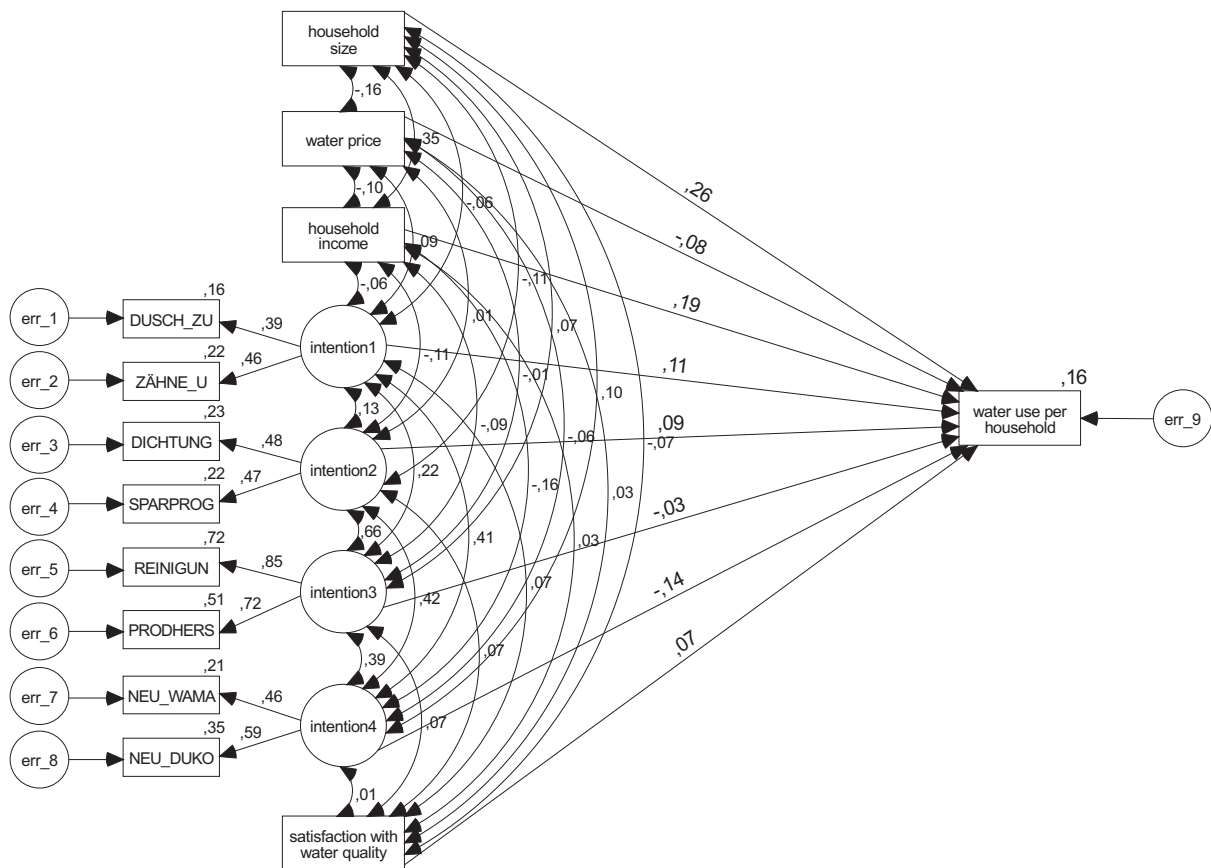 household
size
-,16
water price
,35
-,10
-,06
household
income
,09
-,06
,26
-,08
,19
,11
,09
-,03
-,14
,07
-,11
,01
,07
-,11
-,01
,10
-,09
-,06
-,07
,22
-,16
,03
,41
,03
,42
,07
,07
,07
err_1
,16
DUSCH_ZU
,39
intention1
err_2
,22
ZÄHNE_U
,46
,13
err_3
,23
DICHTUNG
,48
intention2
err_4
,22
SPARPROG
,47
,66
err_5
,72
REINIGUN
,85
intention3
err_6
,51
PRODHERS
,72
,39
err_7
,21
NEU_WAMA
,46
intention4
err_8
,35
NEU_DUKO
,59
,01
satisfaction with
water quality
,16
water use per
household
err_9